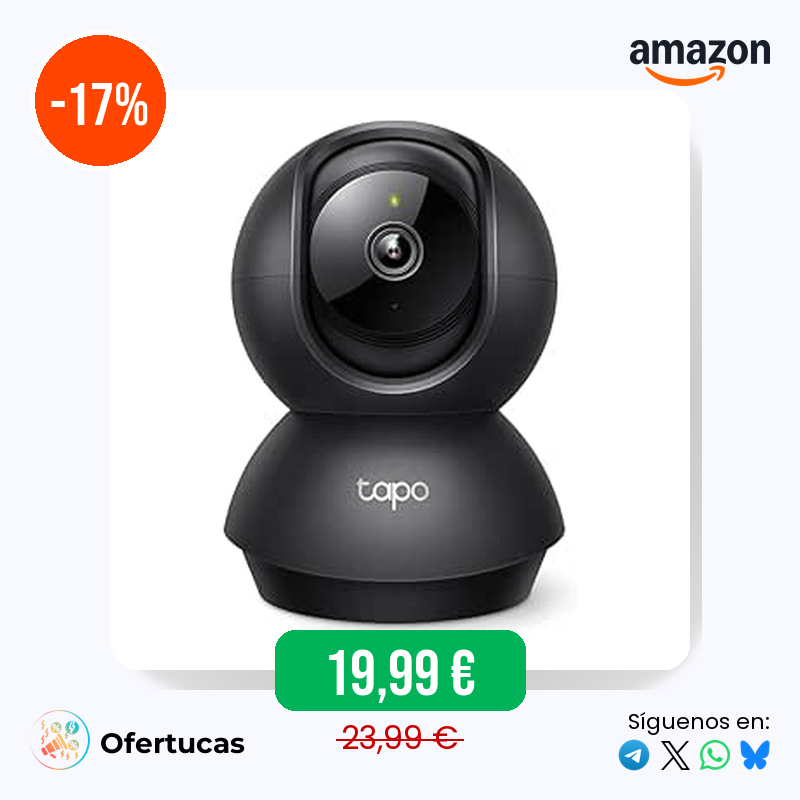 -17%
amazon
tapo
19,99 €
23,99 €
Ofertucas
Síguenos en: